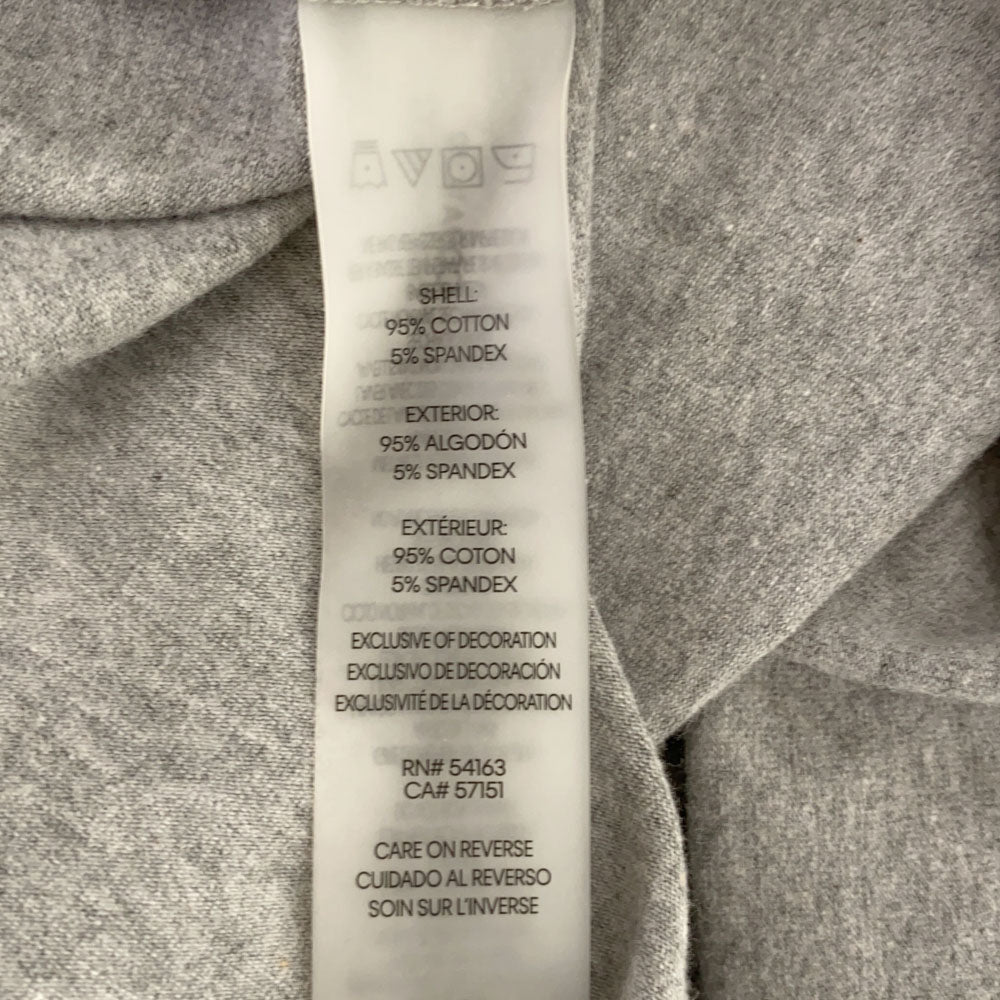 SHELL:
95% COTTON
5% SPANDEX
EXTERIOR:
95% ALGODÓN
5% SPANDEX
EXTÉRIEUR:
95% COTON
5% SPANDEX
EXCLUSIVE OF DECORATION
EXCLUSIVO DE DECORACIÓN
EXCLUSIVITÉ DE LA DÉCORATION
RN# 54163
CA# 57151
CARE ON REVERSE
CUIDADO AL REVERSO
SOIN SUR L'INVERSE